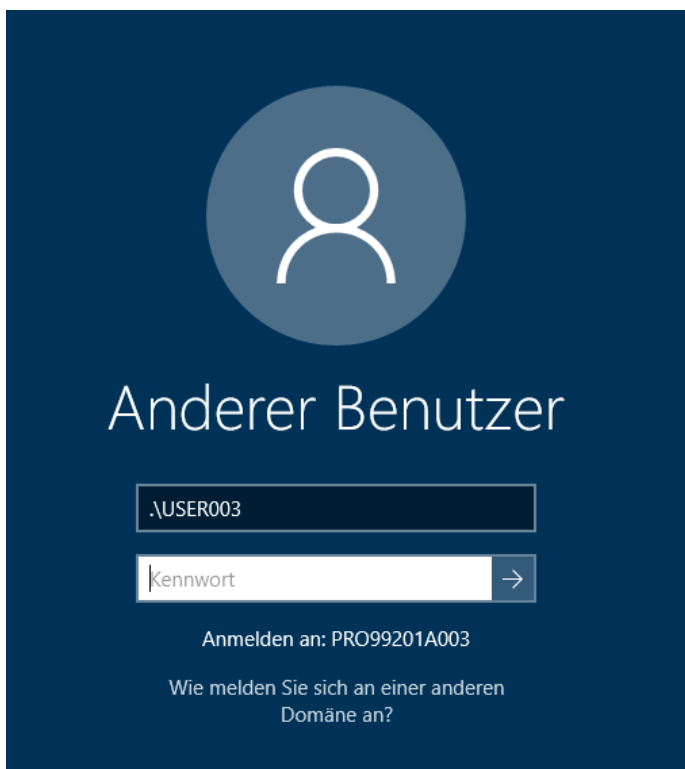 Anderer Benutzer
.\USER003
Kennwort
Anmelden an: PRO99201A003
Wie melden Sie sich an einer anderen
Domäne an?